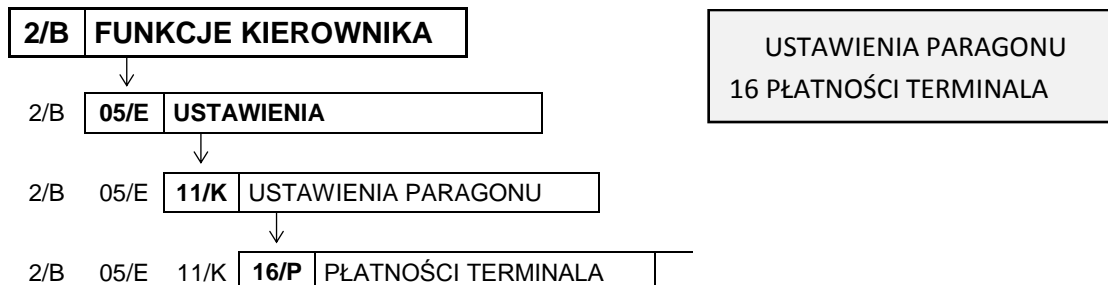 2/B FUNKCJE KIEROWNIKA
2/B 05/E USTAWIENIA
2/B 05/E 11/K USTAWIENIA PARAGONU
2/B 05/E 11/K 16/P PŁATNOŚCI TERMINALA
USTAWIENIA PARAGONU
16 PŁATNOŚCI TERMINALA